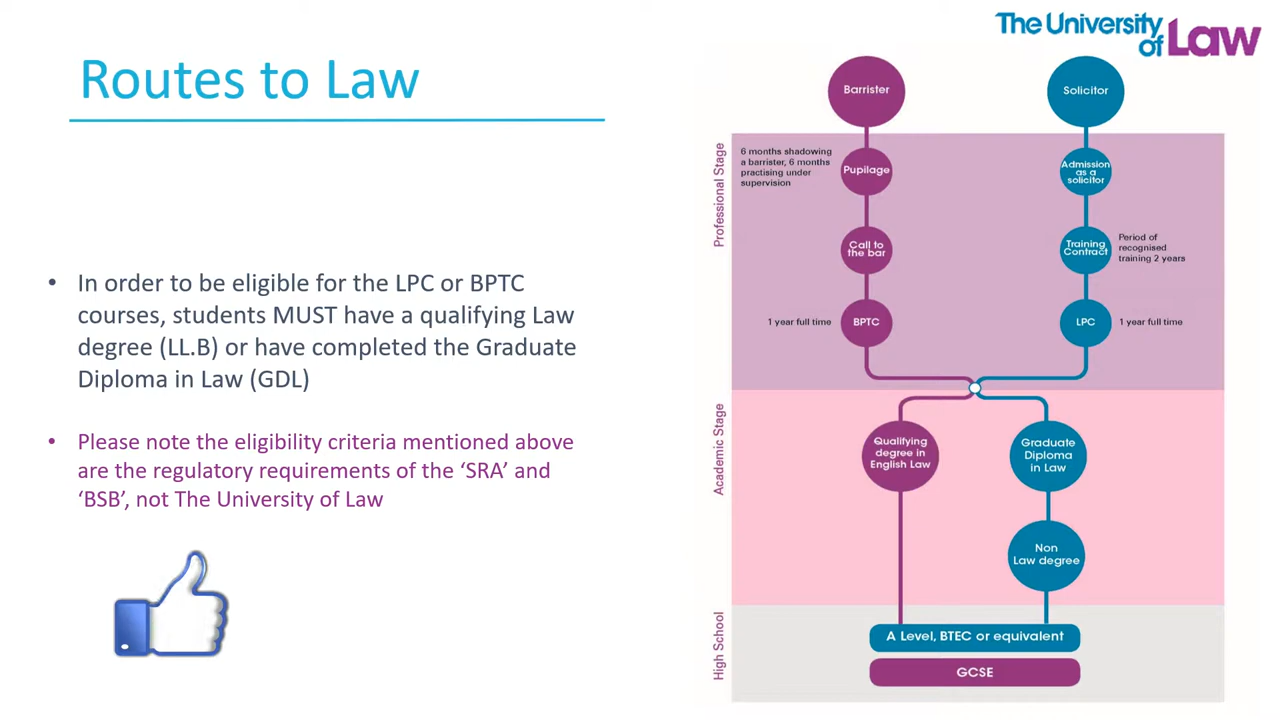 The University
of Law
Routes to Law
• In order to be eligible for the LPC or BPTC
courses, students MUST have a qualifying Law
degree (LL.B) or have completed the Graduate
Diploma in Law (GDL)
• Please note the eligibility criteria mentioned above
are the regulatory requirements of the ‘SRA’ and
‘BSB’, not The University of Law
Barrister
Solicitor
Professional Stage
6 months shadowing
a barrister, 6 months
practising under
supervision
Pupilage
Admission
as a
solicitor
Call to
the bar
Training
Contract
Period of
recognised
training 2 years
1 year full time
BPTC
LPC
1 year full time
Academic Stage
Qualifying
degree in
English Law
Graduate
Diploma
in Law
Non
Law degree
High School
A Level, BTEC or equivalent
GCSE